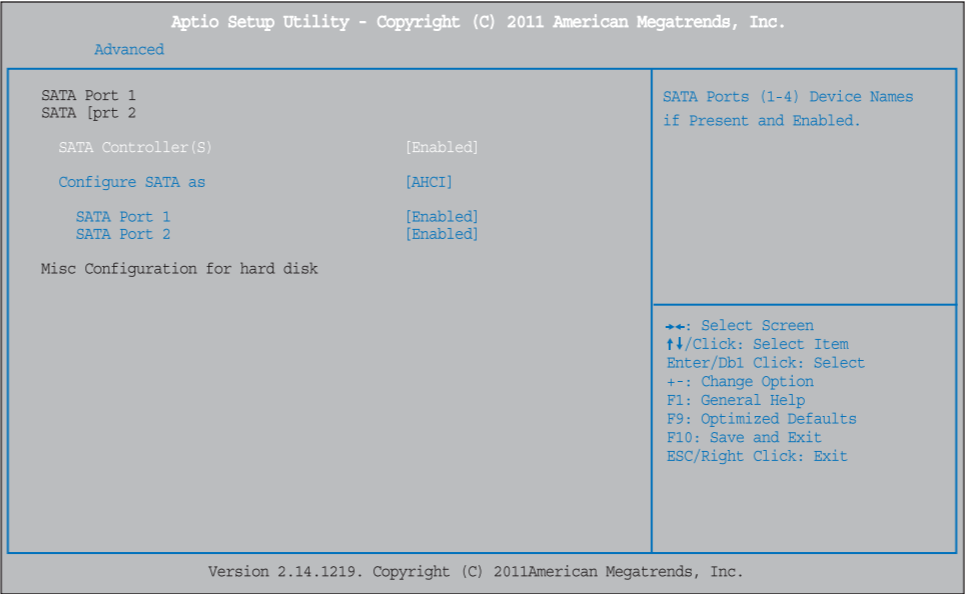 Aptio Setup Utility - Copyright (C) 2011 American Megatrends, Inc.
Advanced
SATA Port 1
SATA [prt 2
SATA Controller(S) [Enabled]
Configure SATA as [AHCI]
SATA Port 1 [Enabled]
SATA Port 2 [Enabled]
Misc Configuration for hard disk
SATA Ports (1-4) Device Names
if Present and Enabled.
→←: Select Screen
↑↓/Click: Select Item
Enter/Dbl Click: Select
+-: Change Option
F1: General Help
F9: Optimized Defaults
F10: Save and Exit
ESC/Right Click: Exit
Version 2.14.1219. Copyright (C) 2011American Megatrends, Inc.